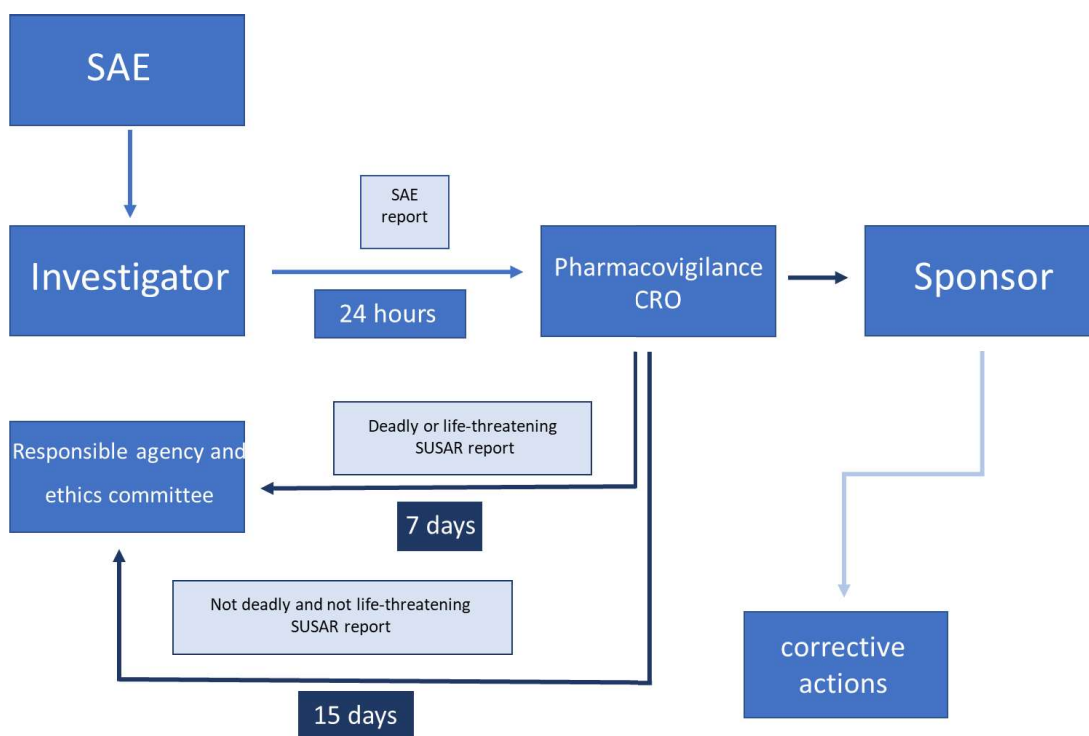 SAE
SAE
report
Investigator
24 hours
Pharmacovigilance
CRO
Sponsor
Responsible agency and
ethics committee
Deadly or life-threatening
SUSAR report
7 days
Not deadly and not life-threatening
SUSAR report
15 days
corrective
actions